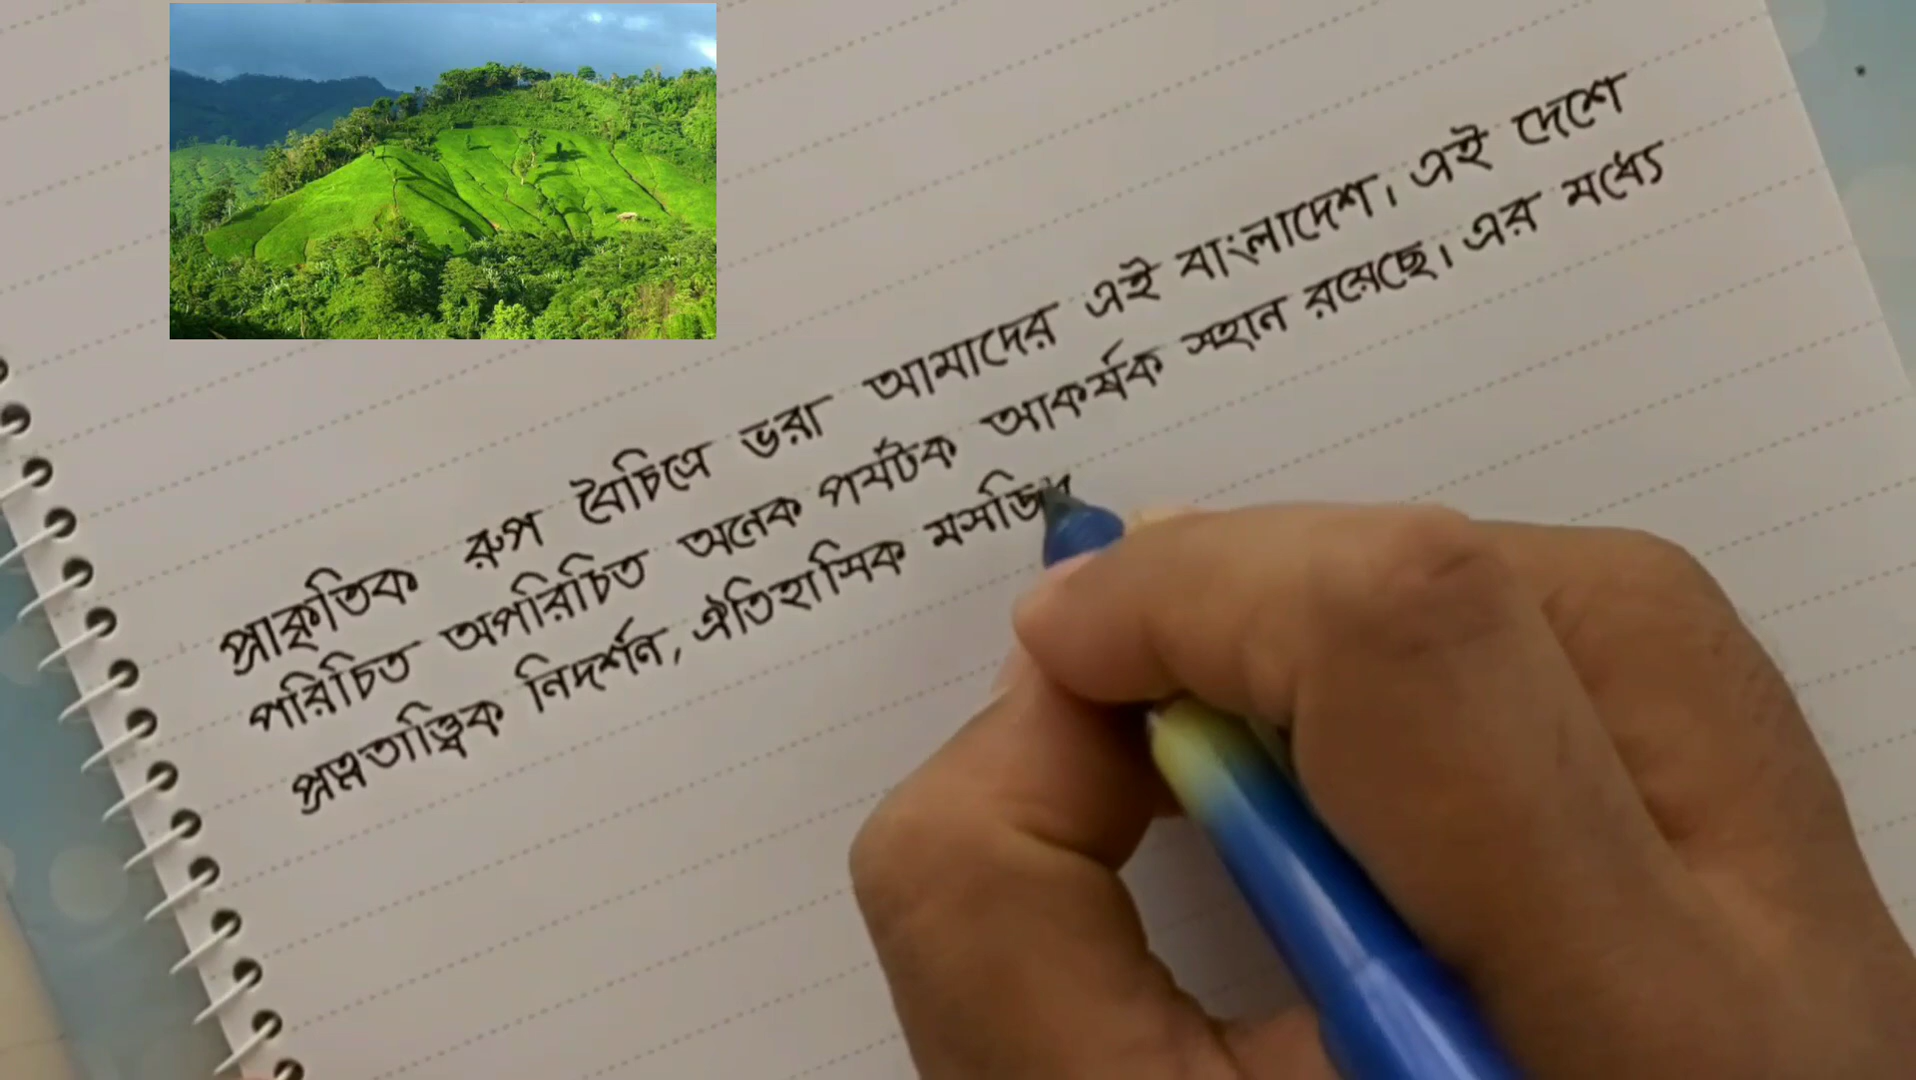 প্রাকৃতিক রুপ বৈচিত্রে ভরা আমাদের এই বাংলাদেশ। এই দেশে
পরিচিত অপরিচিত অনেক পর্যটক আকর্ষক স্হান রয়েছে। এর মধ্যে
প্রত্নতাত্ত্বিক নিদর্শন, ঐতিহাসিক